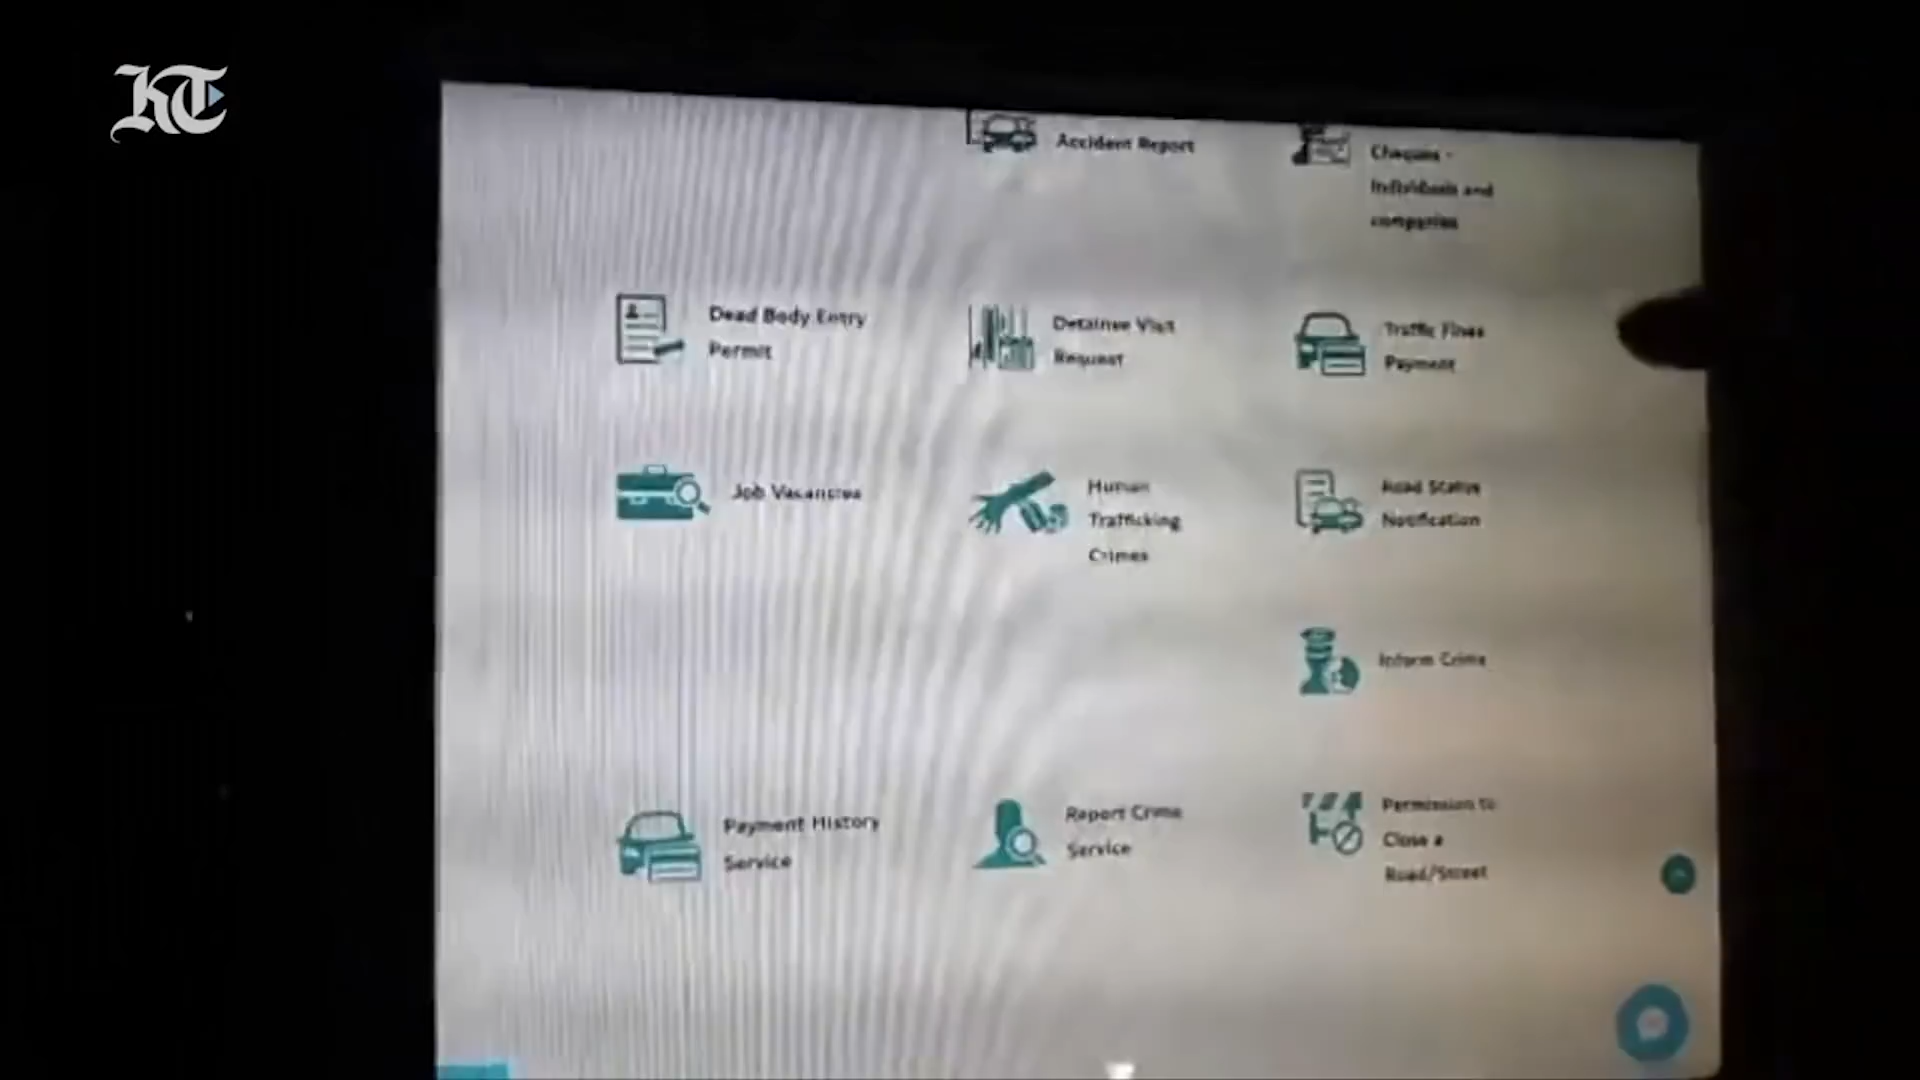 KT
Accident Report
Cheques -
Individuals and
companies
Dead Body Entry
Permit
Detainee Visit
Request
Traffic Fines
Payment
Job Vacancies
Human
Trafficking
Crimes
Road Status
Notification
Inform Crime
Payment History
Service
Report Crime
Service
Permission to
Close a
Road/Street